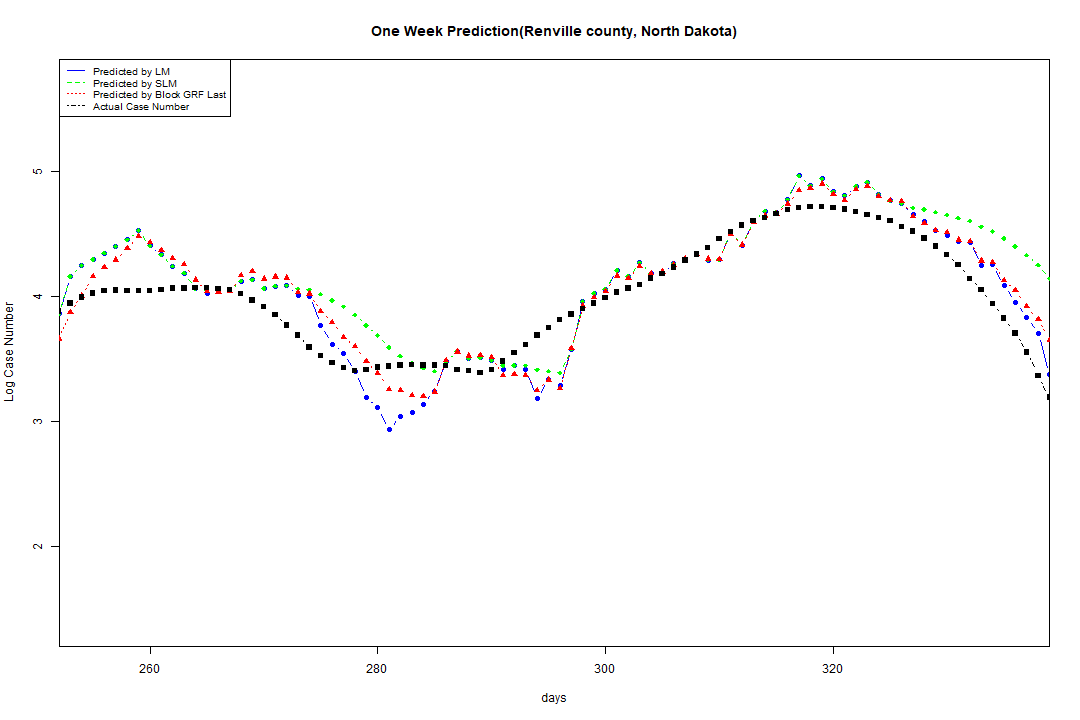 One Week Prediction(Renville county, North Dakota)
Predicted by LM
Predicted by SLM
Predicted by Block GRF Last
Actual Case Number
5
4
3
2
Log Case Number
260 280 300 320
days